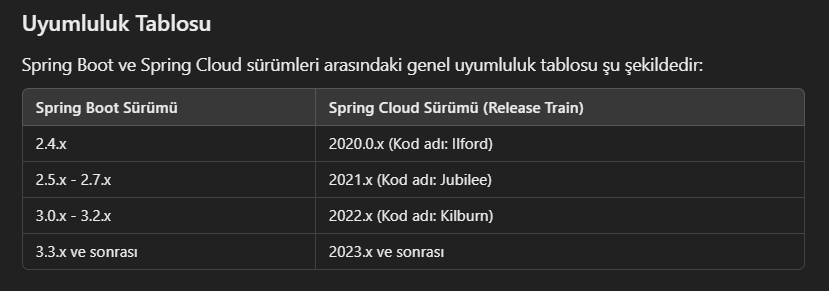 Uyumluluk Tablosu
Spring Boot ve Spring Cloud sürümleri arasındaki genel uyumluluk tablosu şu şekildedir:
Spring Boot Sürümü Spring Cloud Sürümü (Release Train)
2.4.x 2020.0.x (Kod adı: Ilford)
2.5.x - 2.7.x 2021.x (Kod adı: Jubilee)
3.0.x - 3.2.x 2022.x (Kod adı: Kilburn)
3.3.x ve sonrası 2023.x ve sonrası